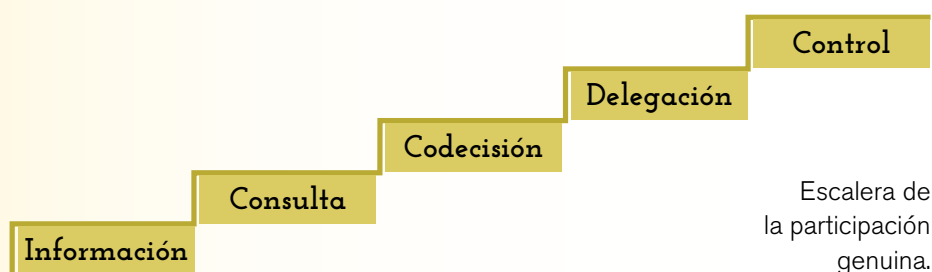 Control
Delegación
Codecisión
Consulta
Información
Escalera de
la participación
genuina.